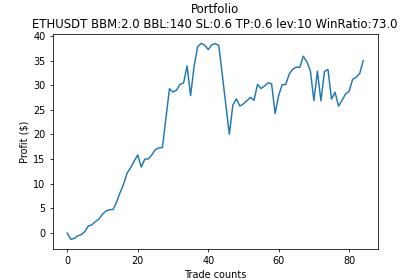 Portfolio
ETHUSDT BBM:2.0 BBL:140 SL:0.6 TP:0.6 lev:10 WinRatio:73.0
40
35
30
25
20
15
10
5
0
Profit ($)
0 20 40 60 80
Trade counts